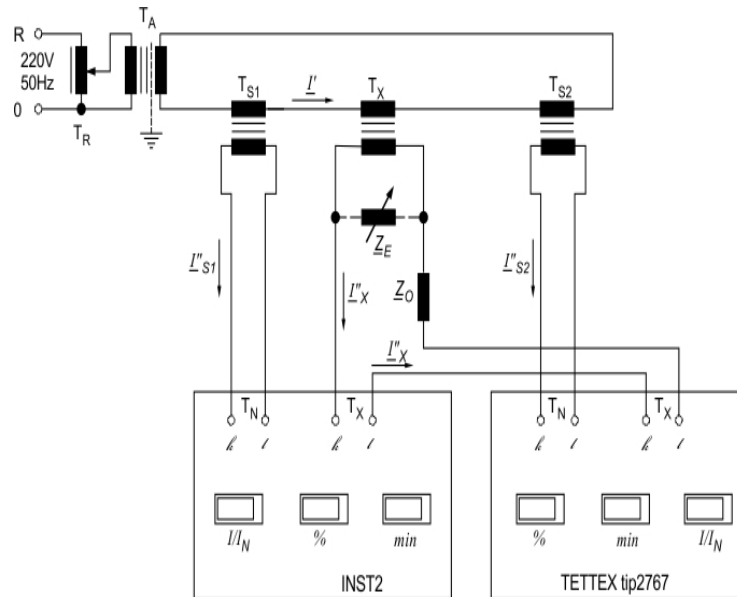 T_A
R
220V
50Hz
0
T_R
T_S1
I'
T_X
T_S2
Z_E
I"_S1
I"_X
Z_O
I"_S2
I"_X
T_N T_X
k l k l
T_N T_X
k l k l
I/I_N % min
% min I/I_N
INST2
TETTEX tip2767